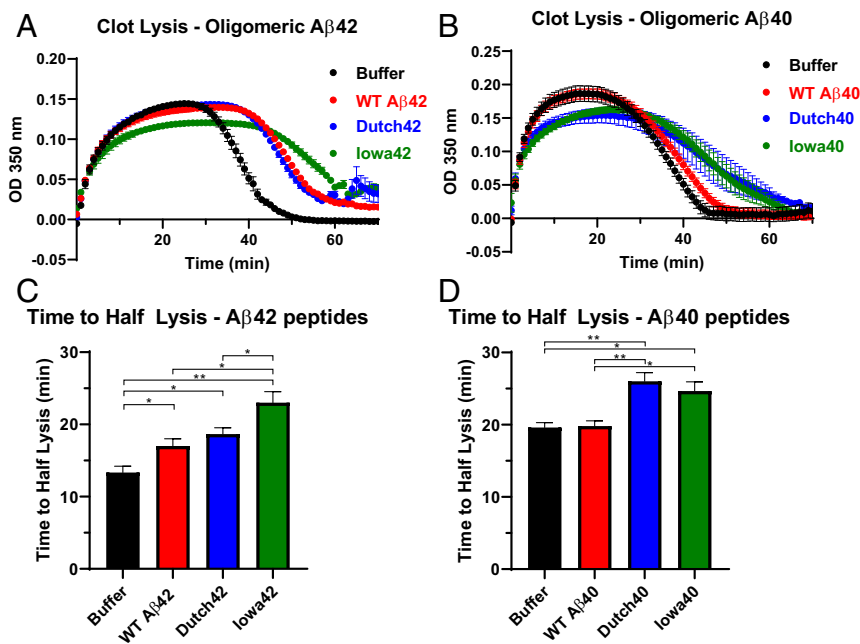 A
Clot Lysis - Oligomeric Aβ42
OD 350 nm
0.20
0.15
0.10
0.05
0.00
-0.05
20
40
60
Time (min)
Buffer
WT Aβ42
Dutch42
Iowa42
B
Clot Lysis - Oligomeric Aβ40
OD 350 nm
0.25
0.20
0.15
0.10
0.05
0.00
-0.05
20
40
60
Time (min)
Buffer
WT Aβ40
Dutch40
Iowa40
C
Time to Half Lysis - Aβ42 peptides
Time to Half Lysis (min)
30
20
10
0
*
*
**
*
*
Buffer
WT Aβ42
Dutch42
Iowa42
D
Time to Half Lysis - Aβ40 peptides
Time to Half Lysis (min)
30
20
10
0
**
*
**
*
Buffer
WT Aβ40
Dutch40
Iowa40